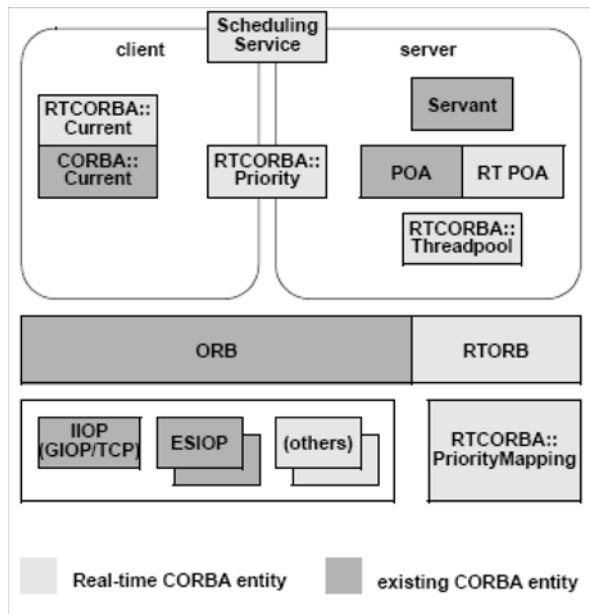 Scheduling
Service
client
server
RTCORBA::
Current
CORBA::
Current
RTCORBA::
Priority
Servant
POA
RT POA
RTCORBA::
Threadpool
ORB
RTORB
IIOP
(GIOP/TCP)
ESIOP
(others)
RTCORBA::
PriorityMapping
Real-time CORBA entity
existing CORBA entity